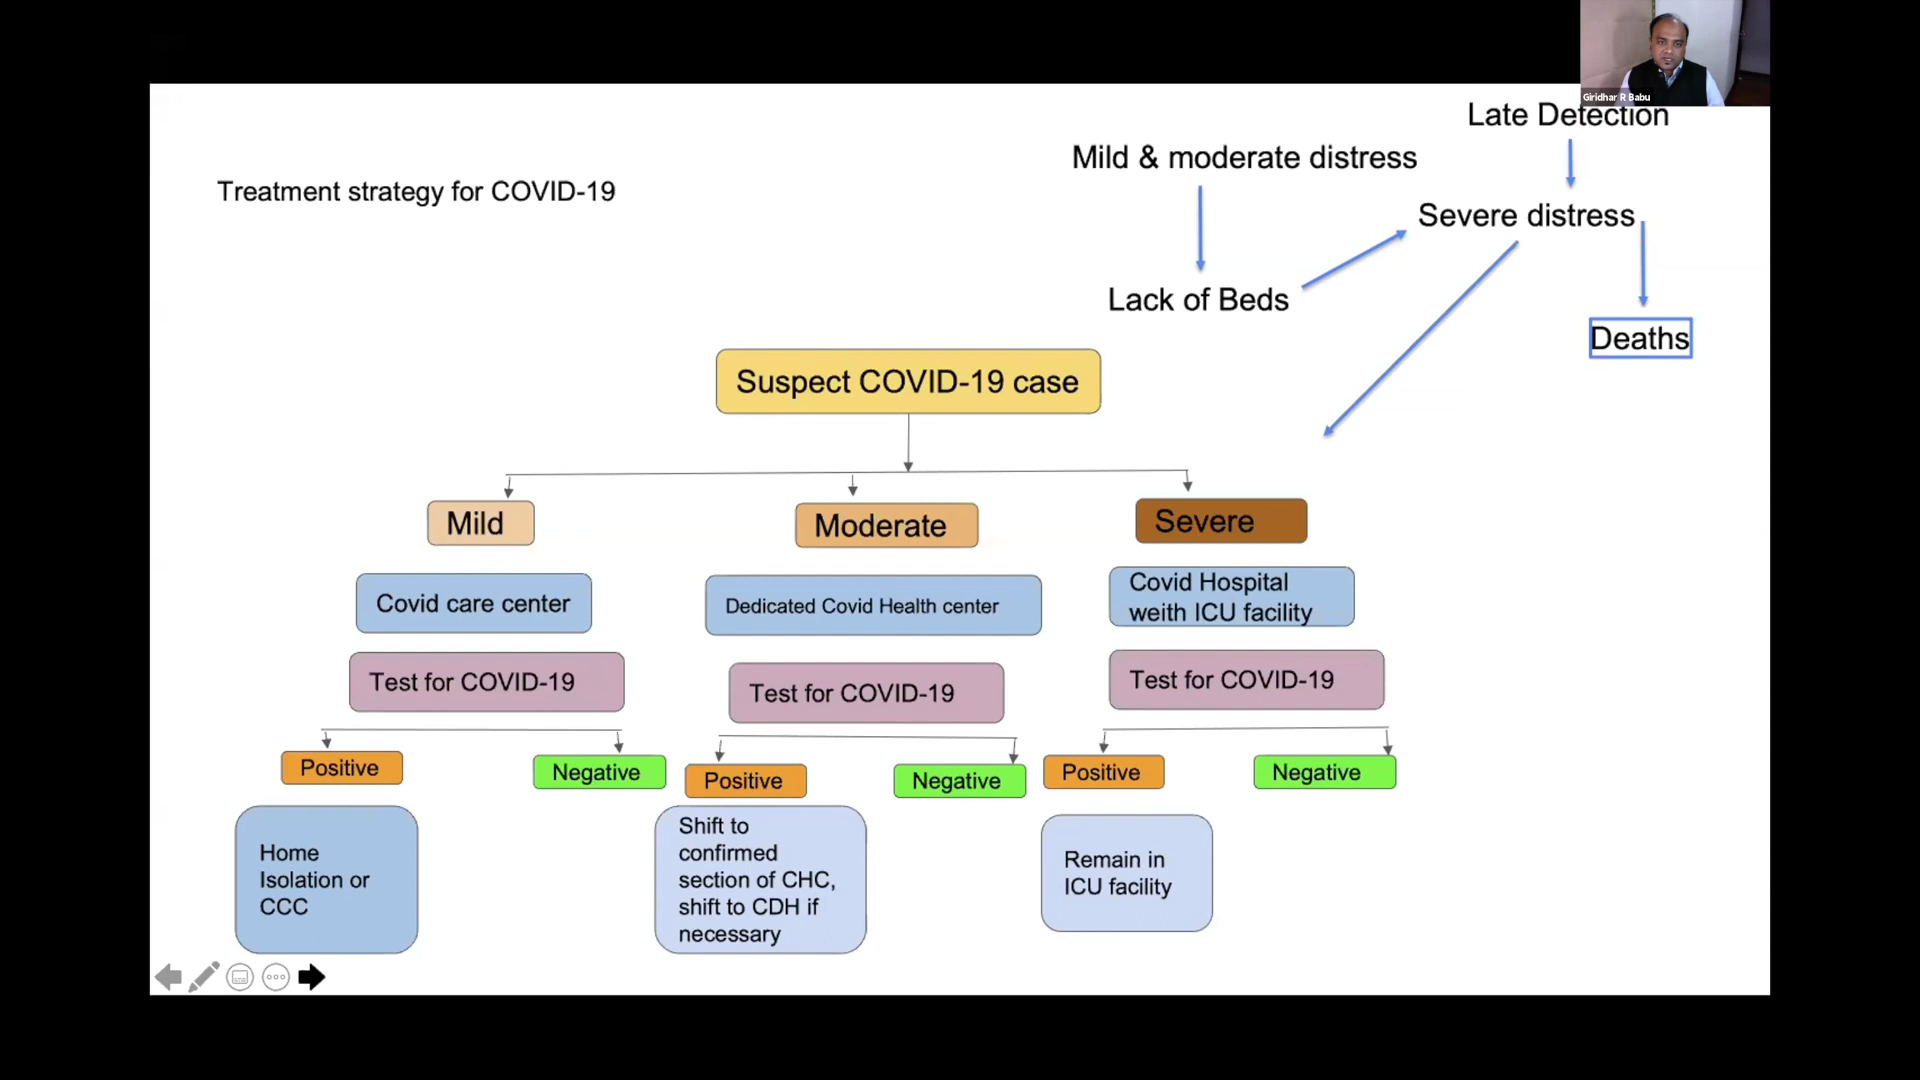 Giridhar R Babu
Late Detection
Mild & moderate distress
Treatment strategy for COVID-19
Severe distress
Lack of Beds
Deaths
Suspect COVID-19 case
Mild
Moderate
Severe
Covid care center
Dedicated Covid Health center
Covid Hospital
weith ICU facility
Test for COVID-19
Test for COVID-19
Test for COVID-19
Positive
Negative
Positive
Negative
Positive
Negative
Home
Isolation or
CCC
Shift to
confirmed
section of CHC,
shift to CDH if
necessary
Remain in
ICU facility